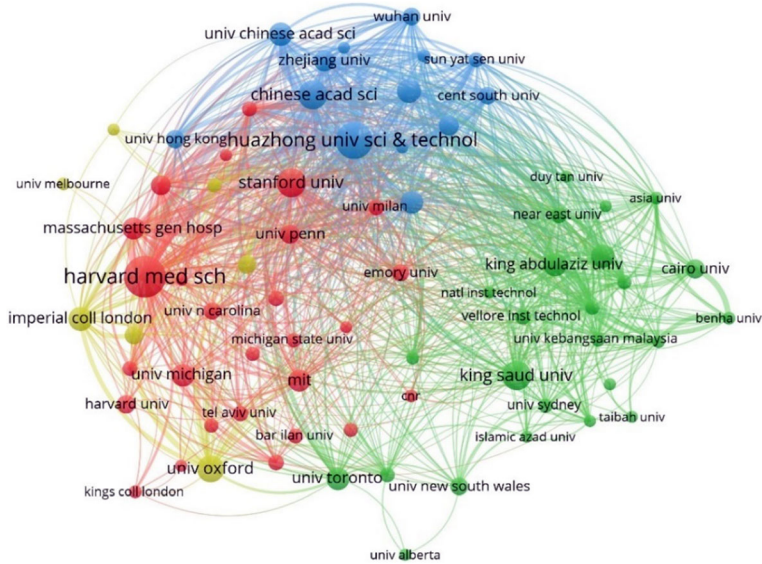 wuhan univ
univ chinese acad sci
zhejiang univ
sun yat sen univ
chinese acad sci
cent south univ
univ hong kong
huazhong univ sci & technol
univ melbourne
stanford univ
duy tan univ
asia univ
univ milan
near east univ
massachusetts gen hosp
univ penn
king abdulaziz univ
cairo univ
harvard med sch
emory univ
natl inst technol
imperial coll london
univ n carolina
vellore inst technol
benha univ
michigan state univ
univ kebangsaan malaysia
univ michigan
mit
king saud univ
cnr
harvard univ
tel aviv univ
univ sydney
taibah univ
bar ilan univ
islamic azad univ
univ oxford
univ toronto
univ new south wales
kings coll london
univ alberta